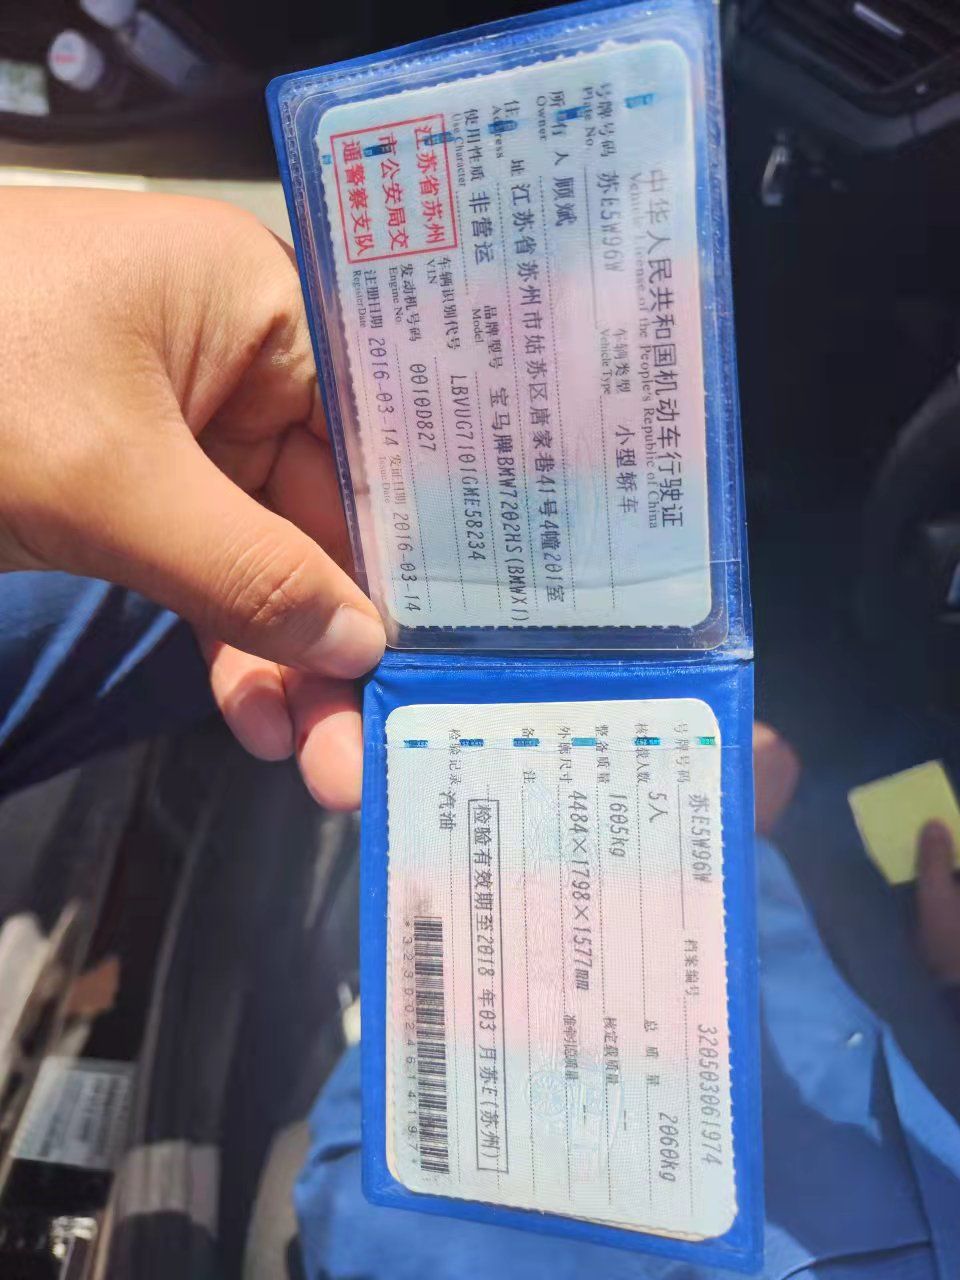 中华人民共和国机动车行驶证
Vehicle License of the People's Republic of China
号牌号码 苏E5W96W 车辆类型 小型轿车
Plate No. Vehicle Type
所有人 顾斌
Owner
住址 江苏省苏州市姑苏区唐家巷41号4幢201室
Address
使用性质 非营运 品牌型号 宝马牌BMW7202HS(BMWX1)
Use Character Model
江苏省苏州
市公安局交
通警察支队
车辆识别代号 LBVUG7101GME58234
VIN
发动机号码 0010D827
Engine No.
注册日期 2016-03-14 发证日期 2016-03-14
Register Date Issue Date
号牌号码 苏E5W96W 档案编号 320503061974
核定载人数 5人 总质量 2060kg
整备质量 1605kg 核定载质量 --
外廓尺寸 4484×1798×1577mm 准牵引总质量 --
备注
检验有效期至2018年03月苏E(苏州)
检验记录 汽油
*3230024614197*